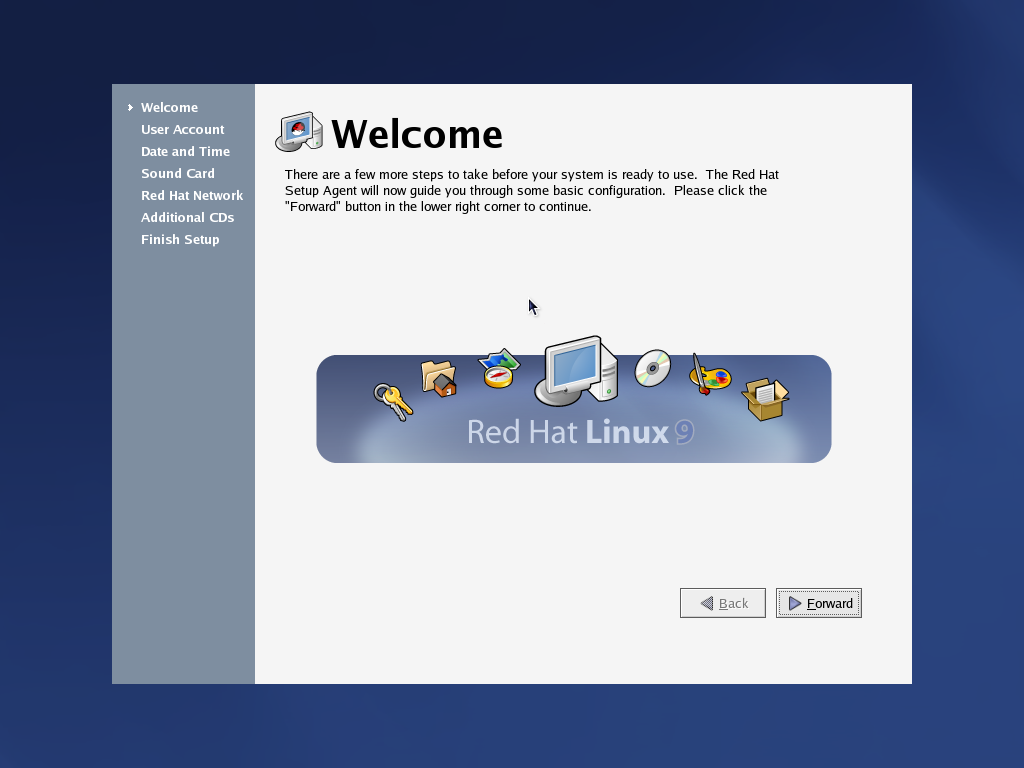 Welcome
User Account
Date and Time
Sound Card
Red Hat Network
Additional CDs
Finish Setup
Welcome
There are a few more steps to take before your system is ready to use.  The Red Hat
Setup Agent will now guide you through some basic configuration.  Please click the
"Forward" button in the lower right corner to continue.
Red Hat Linux 9
Back
Forward